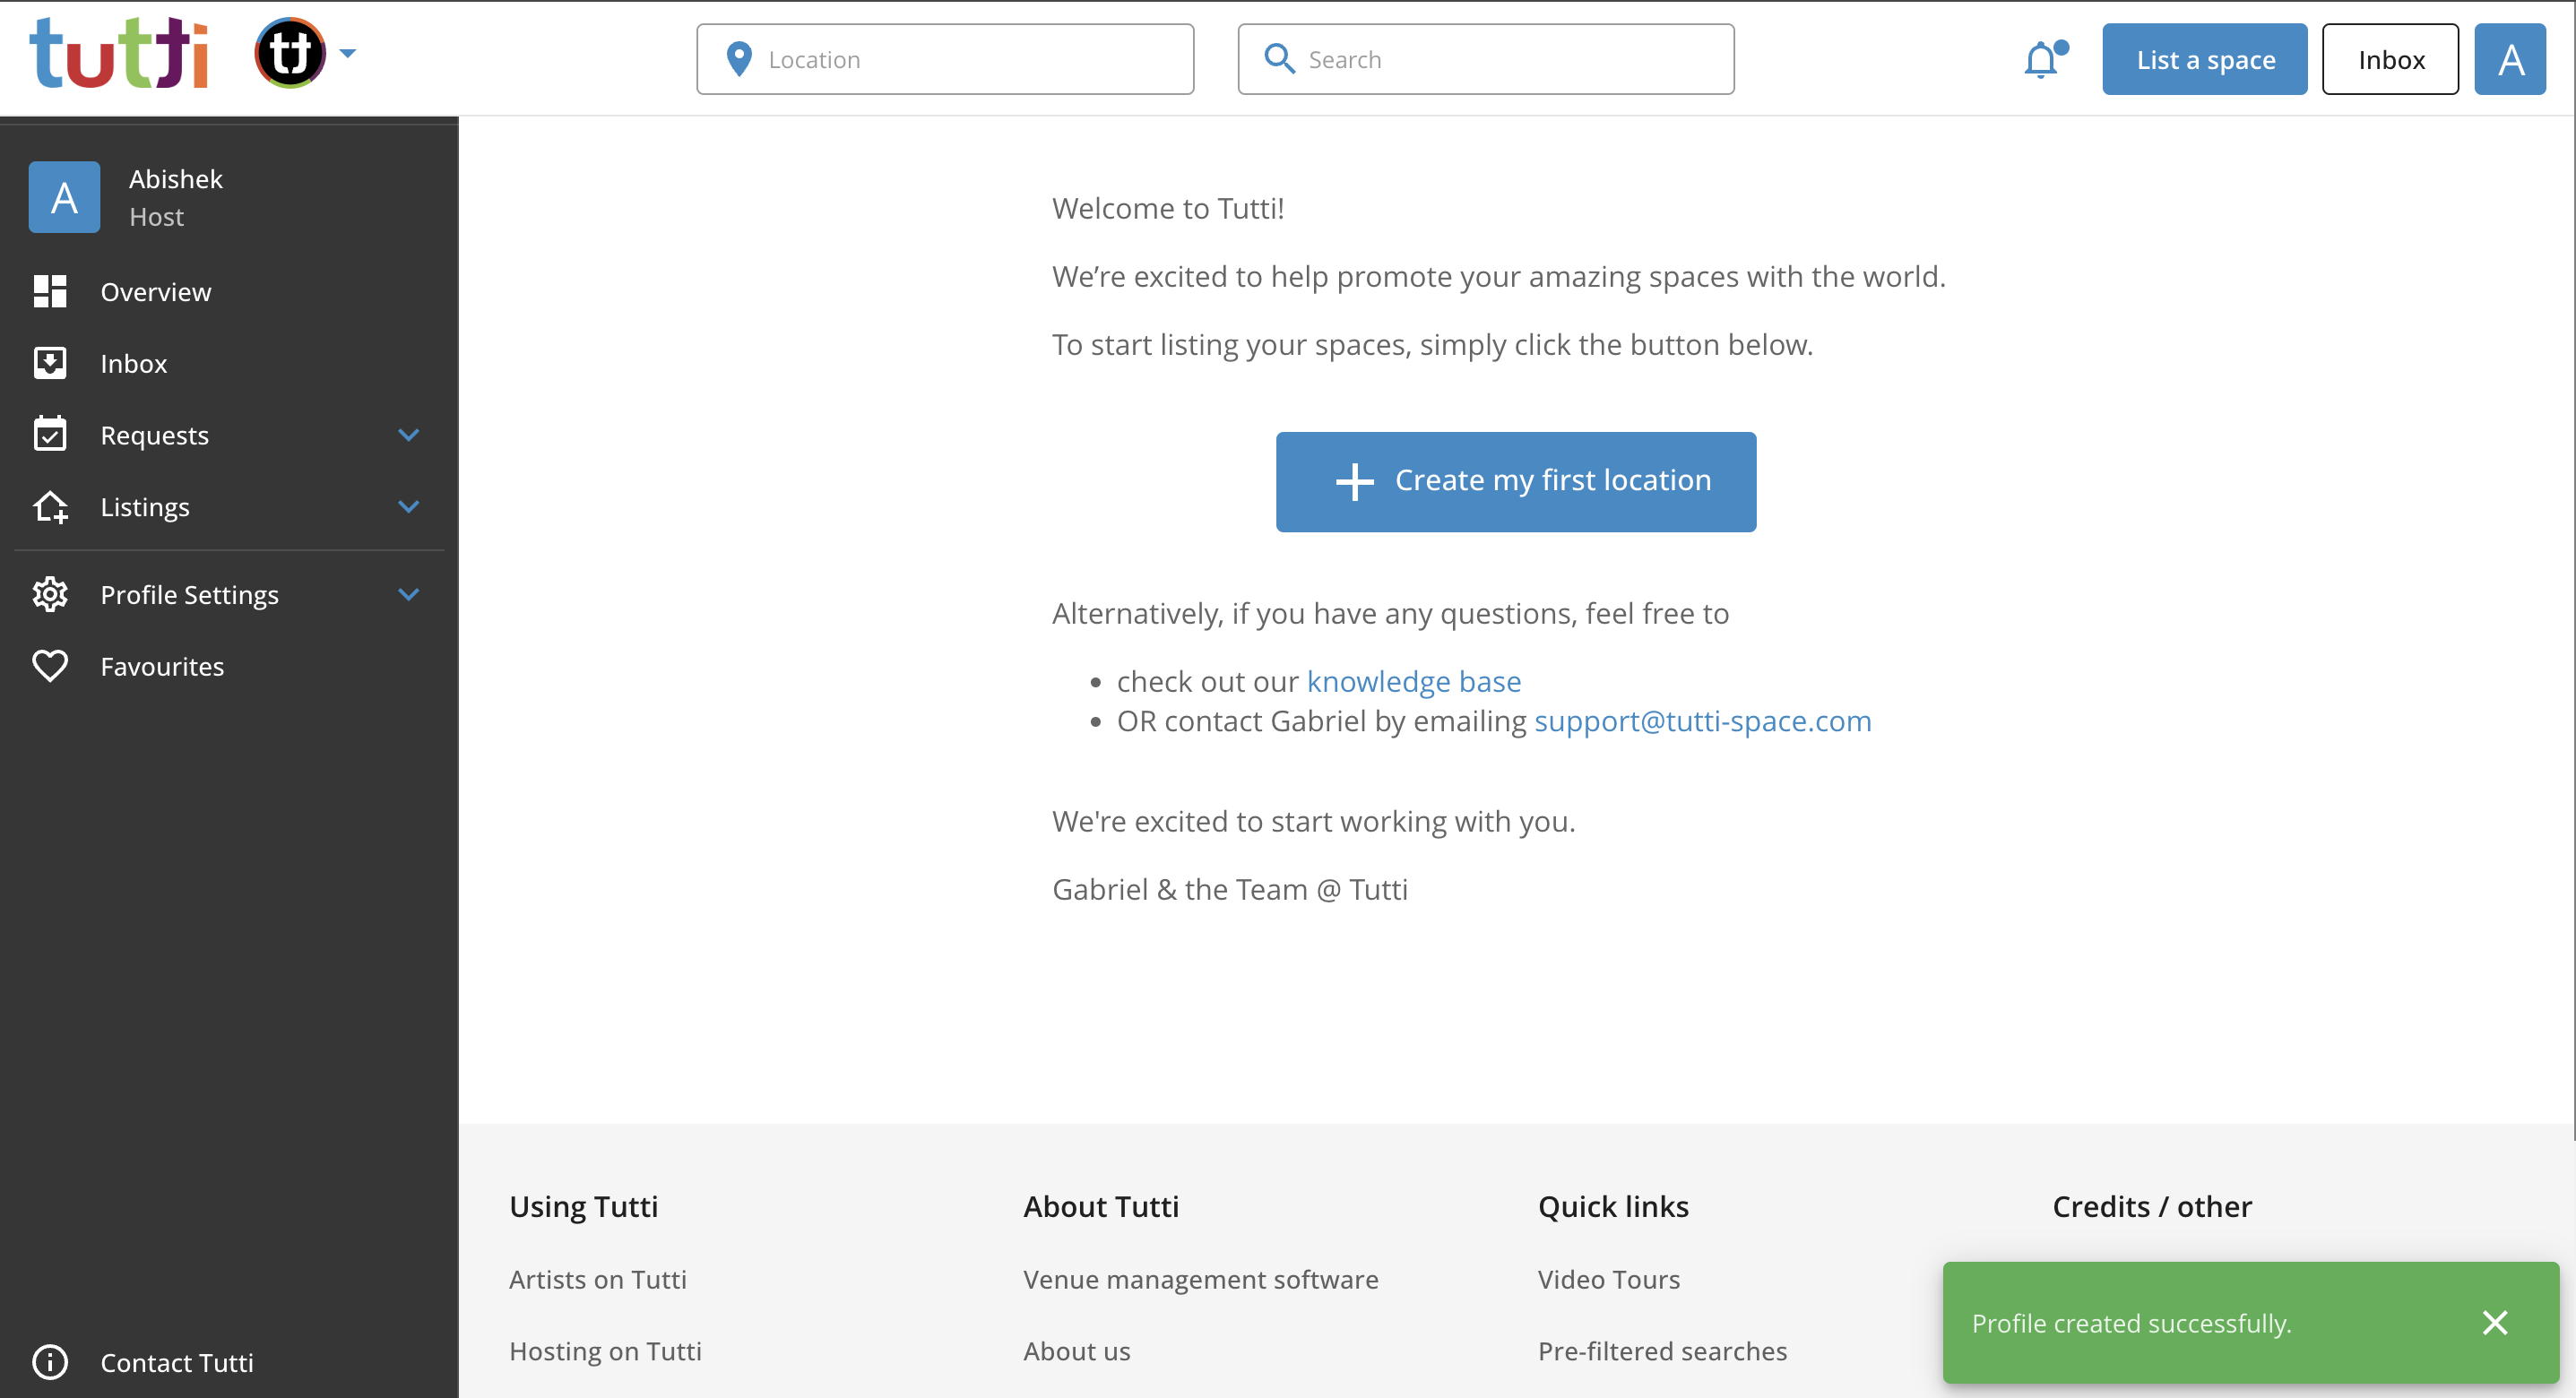 tutti
tt
Location
Search
List a space
Inbox
A
A
Abishek
Host
Overview
Inbox
Requests
Listings
Profile Settings
Favourites
Contact Tutti
Welcome to Tutti!
We’re excited to help promote your amazing spaces with the world.
To start listing your spaces, simply click the button below.
Create my first location
Alternatively, if you have any questions, feel free to
• check out our knowledge base
• OR contact Gabriel by emailing support@tutti-space.com
We're excited to start working with you.
Gabriel & the Team @ Tutti
Using Tutti
Artists on Tutti
Hosting on Tutti
About Tutti
Venue management software
About us
Quick links
Video Tours
Pre-filtered searches
Credits / other
Profile created successfully.